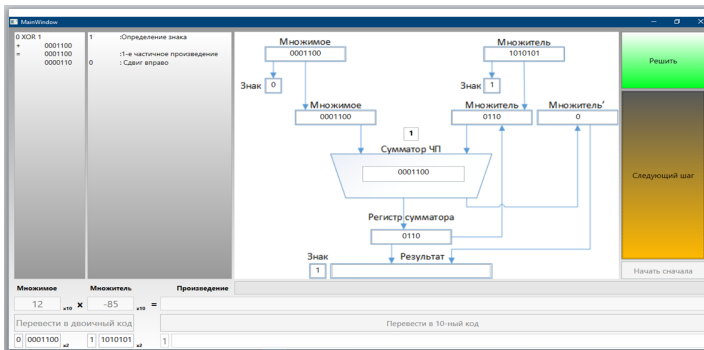 MainWindow
0 XOR 1 1 :Определение знака
+ 0001100
= 0001100 :1-е частичное произведение
0000110 0 : Сдвиг вправо
Множимое Множитель
0001100 1010101
Знак 0 Знак 1
Множимое Множитель Множитель'
0001100 0110 0
1
Сумматор ЧП
0001100
Регистр сумматора
0110
Знак Результат
1
Решить
Следующий шаг
Начать сначала
Множимое Множитель Произведение
12 x10 x -85 x10 =
Перевести в двоичный код Перевести в 10-ный код
0 0001100 x2 1 1010101 x2 1